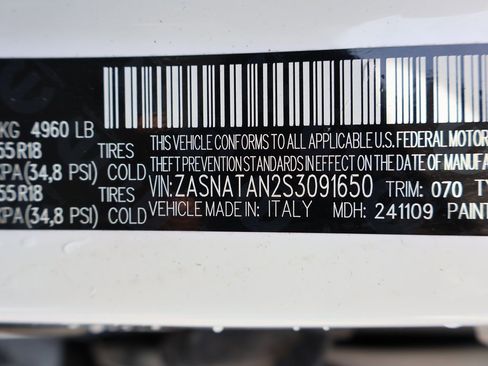 KG 4960 LB
55R18 TIRES THIS VEHICLE CONFORMS TO ALL APPLICABLE U.S. FEDERAL MOTOR
KPA(34,8 PSI) COLD THEFT PREVENTION STANDARDS IN EFFECT ON THE DATE OF MANUFA
55R18 TIRES VIN:ZASNATAN2S3091650 TRIM: 070 TY
KPA(34,8 PSI) COLD VEHICLE MADE IN: ITALY MDH: 241109 PAINT